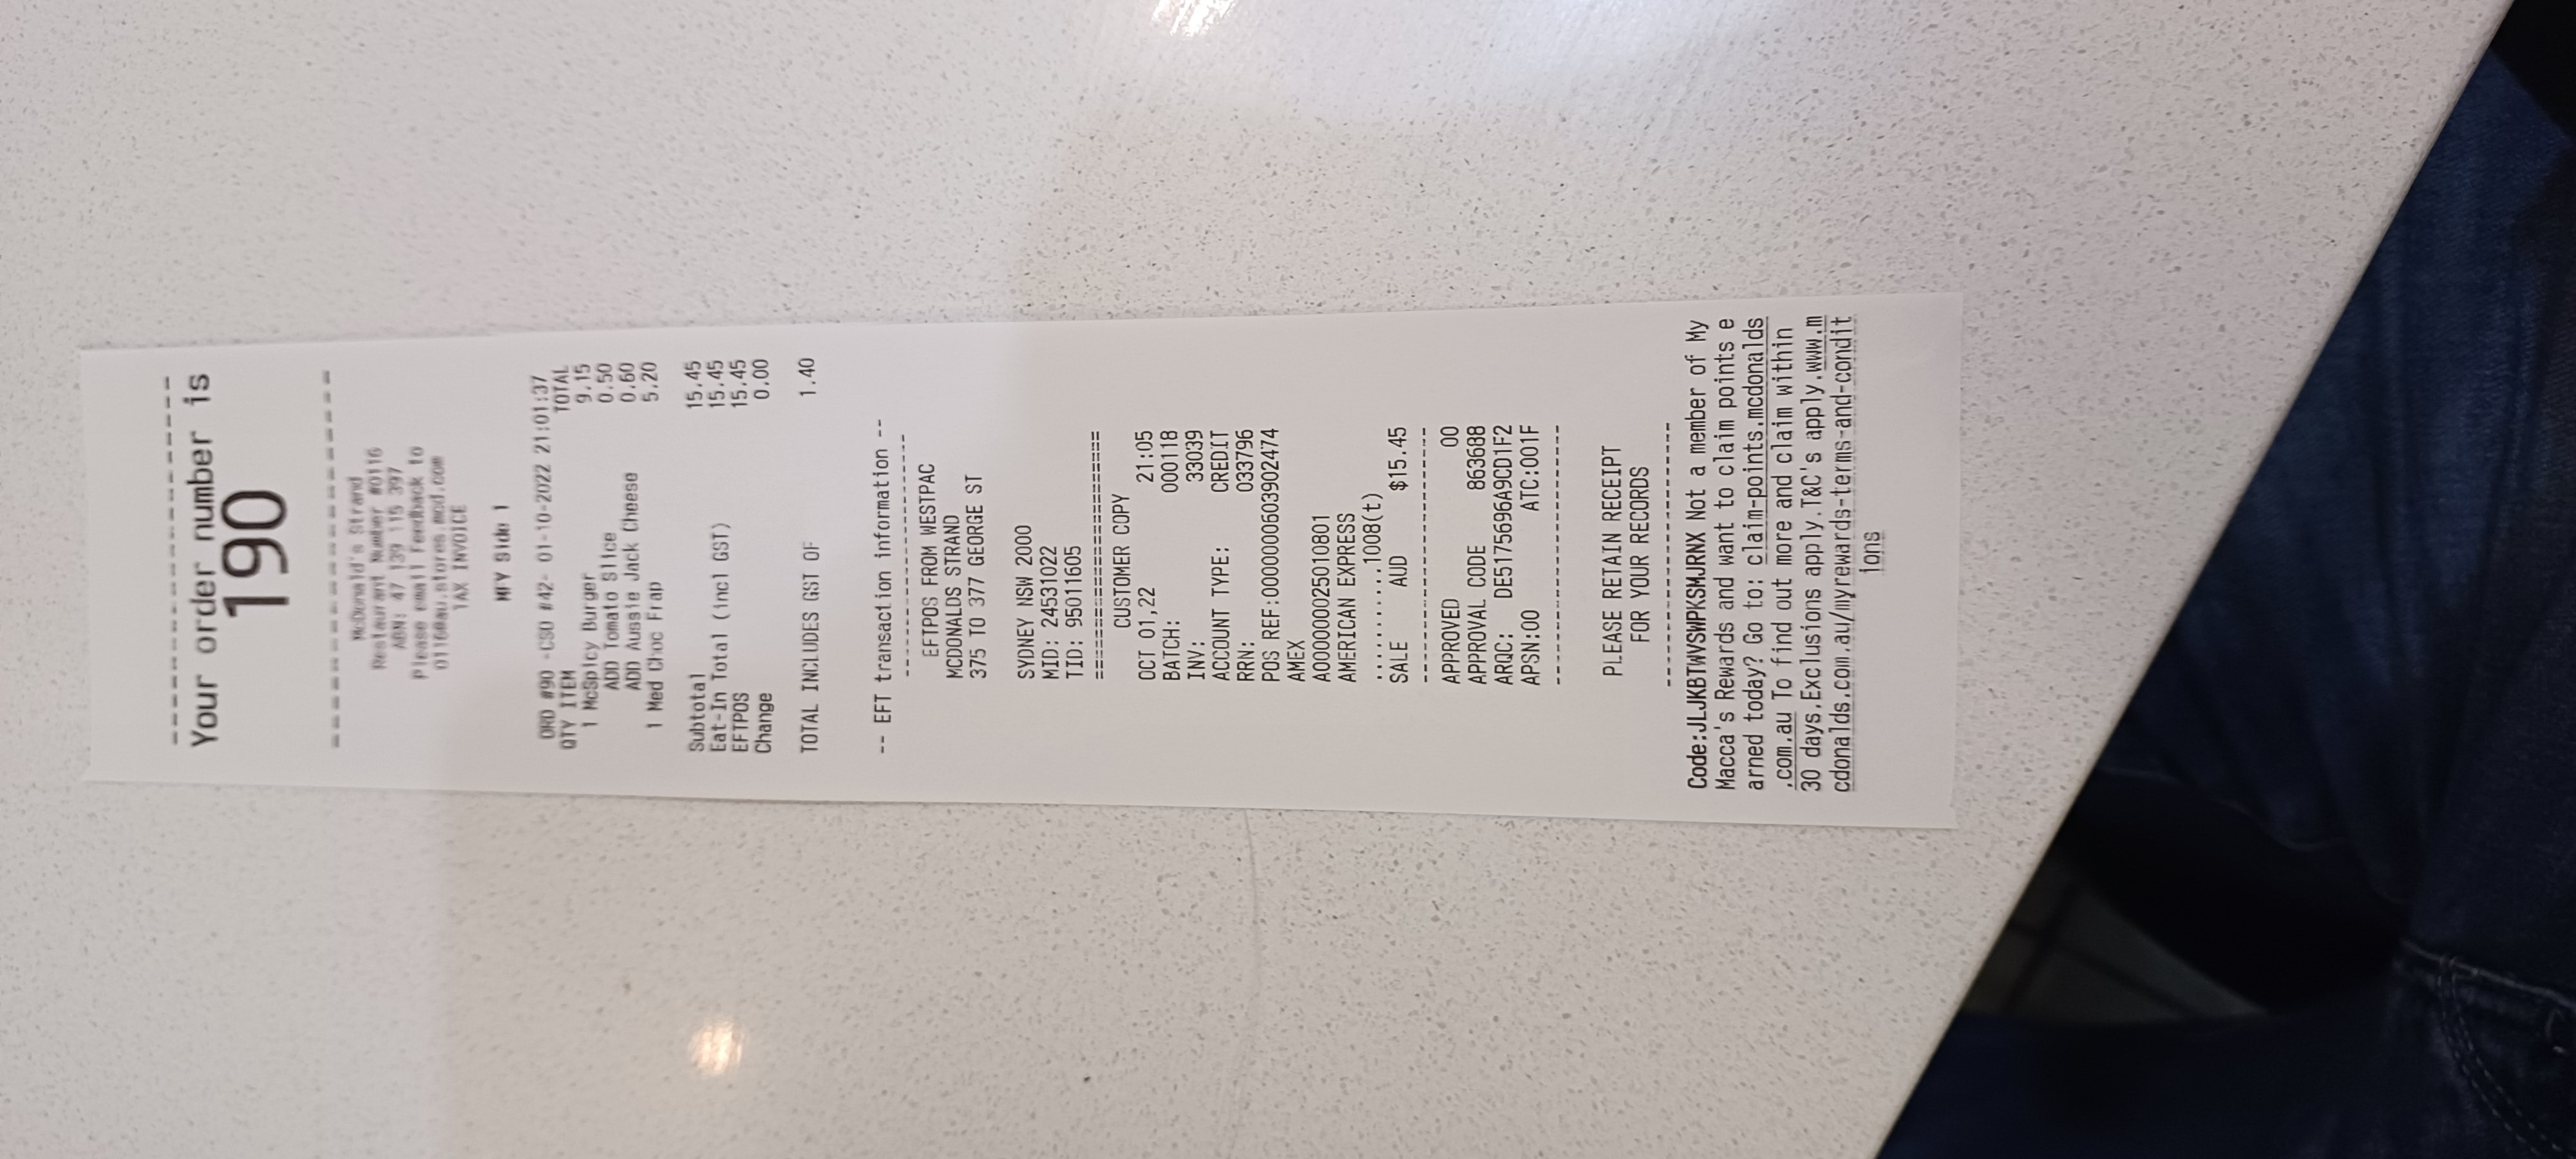 Your order number is
190
McDonald's Strand
Restaurant Number #0116
ABN: 47 139 115 397
Please email Feedback to
0116@au.stores.mcd.com
TAX INVOICE
MFY Side 1
ORD #90 -CSO #42- 01-10-2022 21:01:37
QTY ITEM TOTAL
1 McSpicy Burger 9.15
ADD Tomato Slice 0.50
ADD Aussie Jack Cheese 0.60
1 Med Choc Frap 5.20
Subtotal 15.45
Eat-In Total (incl GST) 15.45
EFTPOS 15.45
Change 0.00
TOTAL INCLUDES GST OF 1.40
-- EFT transaction information --
------------------------
EFTPOS FROM WESTPAC
MCDONALDS STRAND
375 TO 377 GEORGE ST
SYDNEY NSW 2000
MID: 24531022
TID: 95011605
========================
CUSTOMER COPY
OCT 01,22 21:05
BATCH: 000118
INV: 33039
ACCOUNT TYPE: CREDIT
RRN: 033796
POS REF:0000000603902474
AMEX
A000000025010801
AMERICAN EXPRESS
...........1008(t)
SALE AUD $15.45
------------------------
APPROVED 00
APPROVAL CODE 863688
ARQC: DE5175696A9CD1F2
APSN:00 ATC:001F
------------------------
PLEASE RETAIN RECEIPT
FOR YOUR RECORDS
------------------------
Code:JLJKBTWVSWPKSMJRNX Not a member of My
Macca's Rewards and want to claim points e
arned today? Go to: claim-points.mcdonalds
.com.au To find out more and claim within
30 days.Exclusions apply.T&C's apply.www.m
cdonalds.com.au/myrewards-terms-and-condit
ions